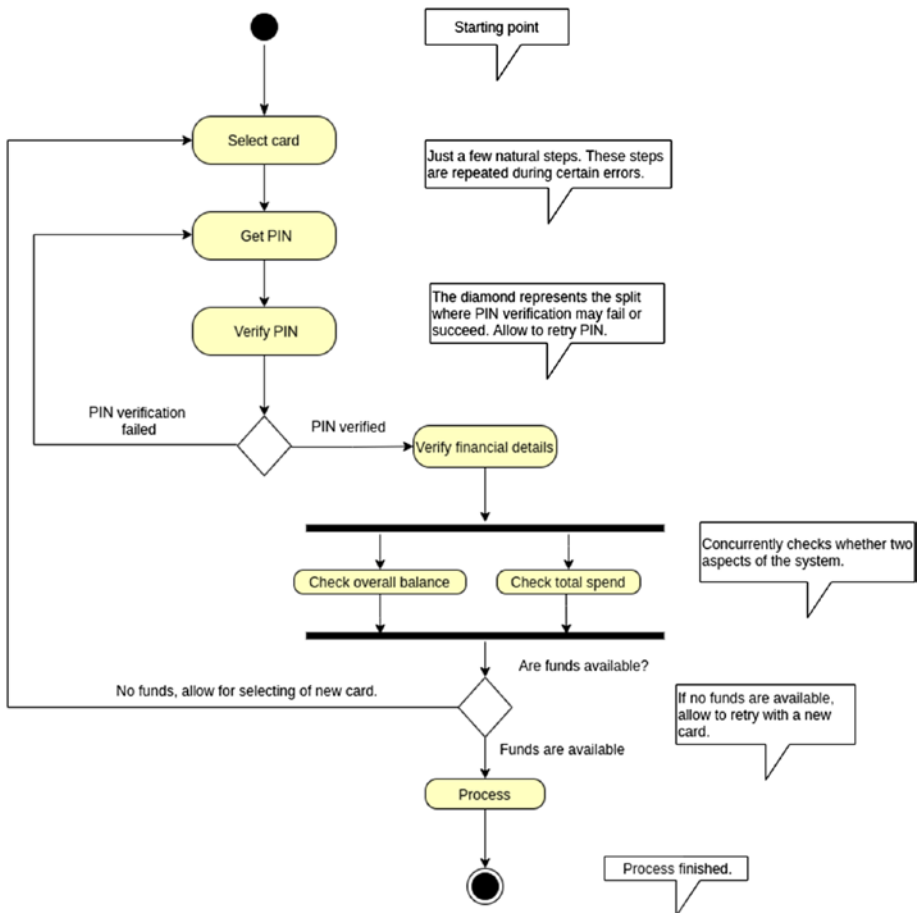 Starting point
Select card
Just a few natural steps. These steps
are repeated during certain errors.
Get PIN
The diamond represents the split
where PIN verification may fail or
succeed. Allow to retry PIN.
Verify PIN
PIN verification
failed
PIN verified
Verify financial details
Concurrently checks whether two
aspects of the system.
Check overall balance
Check total spend
Are funds available?
No funds, allow for selecting of new card.
If no funds are available,
allow to retry with a new
card.
Funds are available
Process
Process finished.